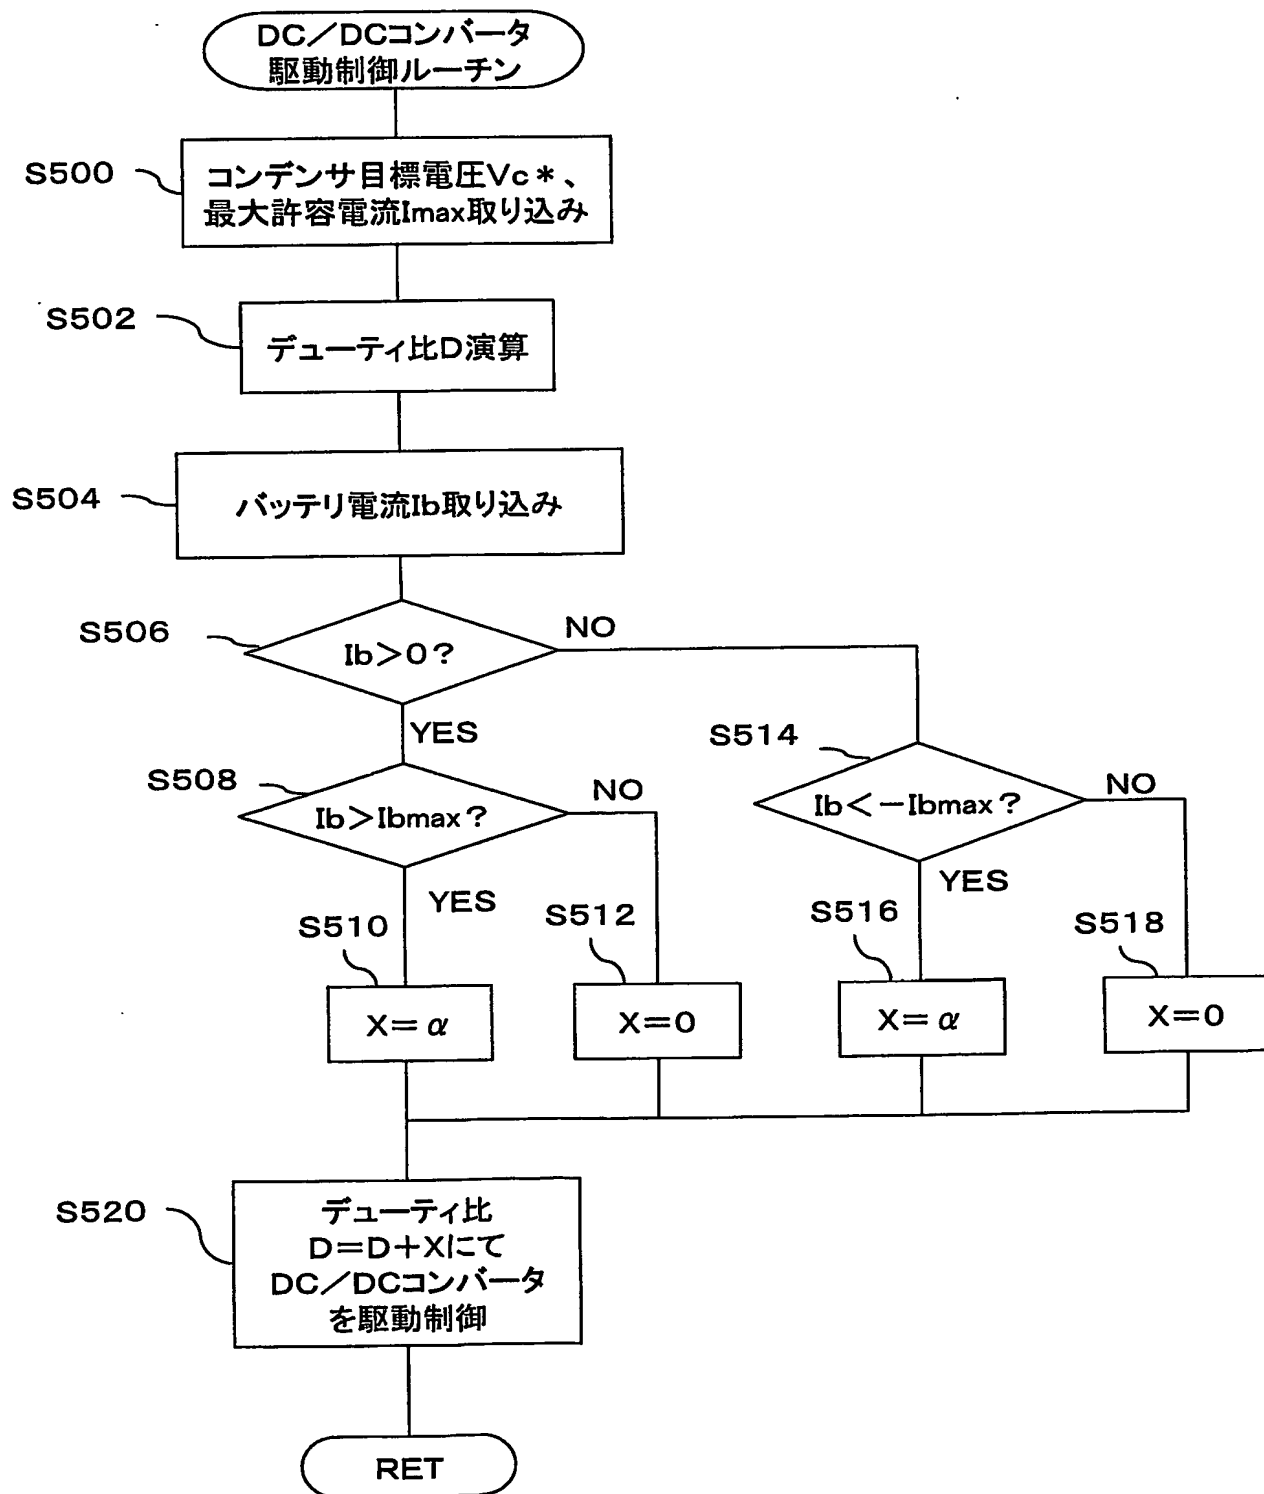 DC／DCコンバータ
駆動制御ルーチン
S500
コンデンサ目標電圧Vc*、
最大許容電流Imax取り込み
S502
デューティ比D演算
S504
バッテリ電流Ib取り込み
S506
Ib＞0？
NO
YES
S508
Ib＞Ibmax？
NO
YES
S514
Ib＜－Ibmax？
NO
YES
S510
X＝α
S512
X＝0
S516
X＝α
S518
X＝0
S520
デューティ比
D＝D＋Xにて
DC／DCコンバータ
を駆動制御
RET